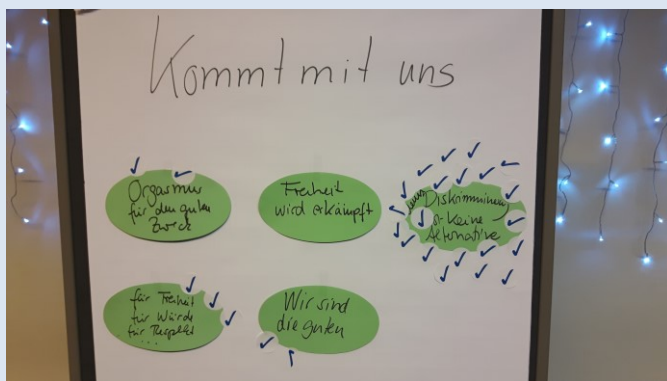 Kommt mit uns
Orgasmus
für den guten
Zweck
Freiheit
wird erkämpft
Diskriminierung
ist Keine
Alternative
für Freiheit
für Würde
für Respekt
...
Wir sind
die guten